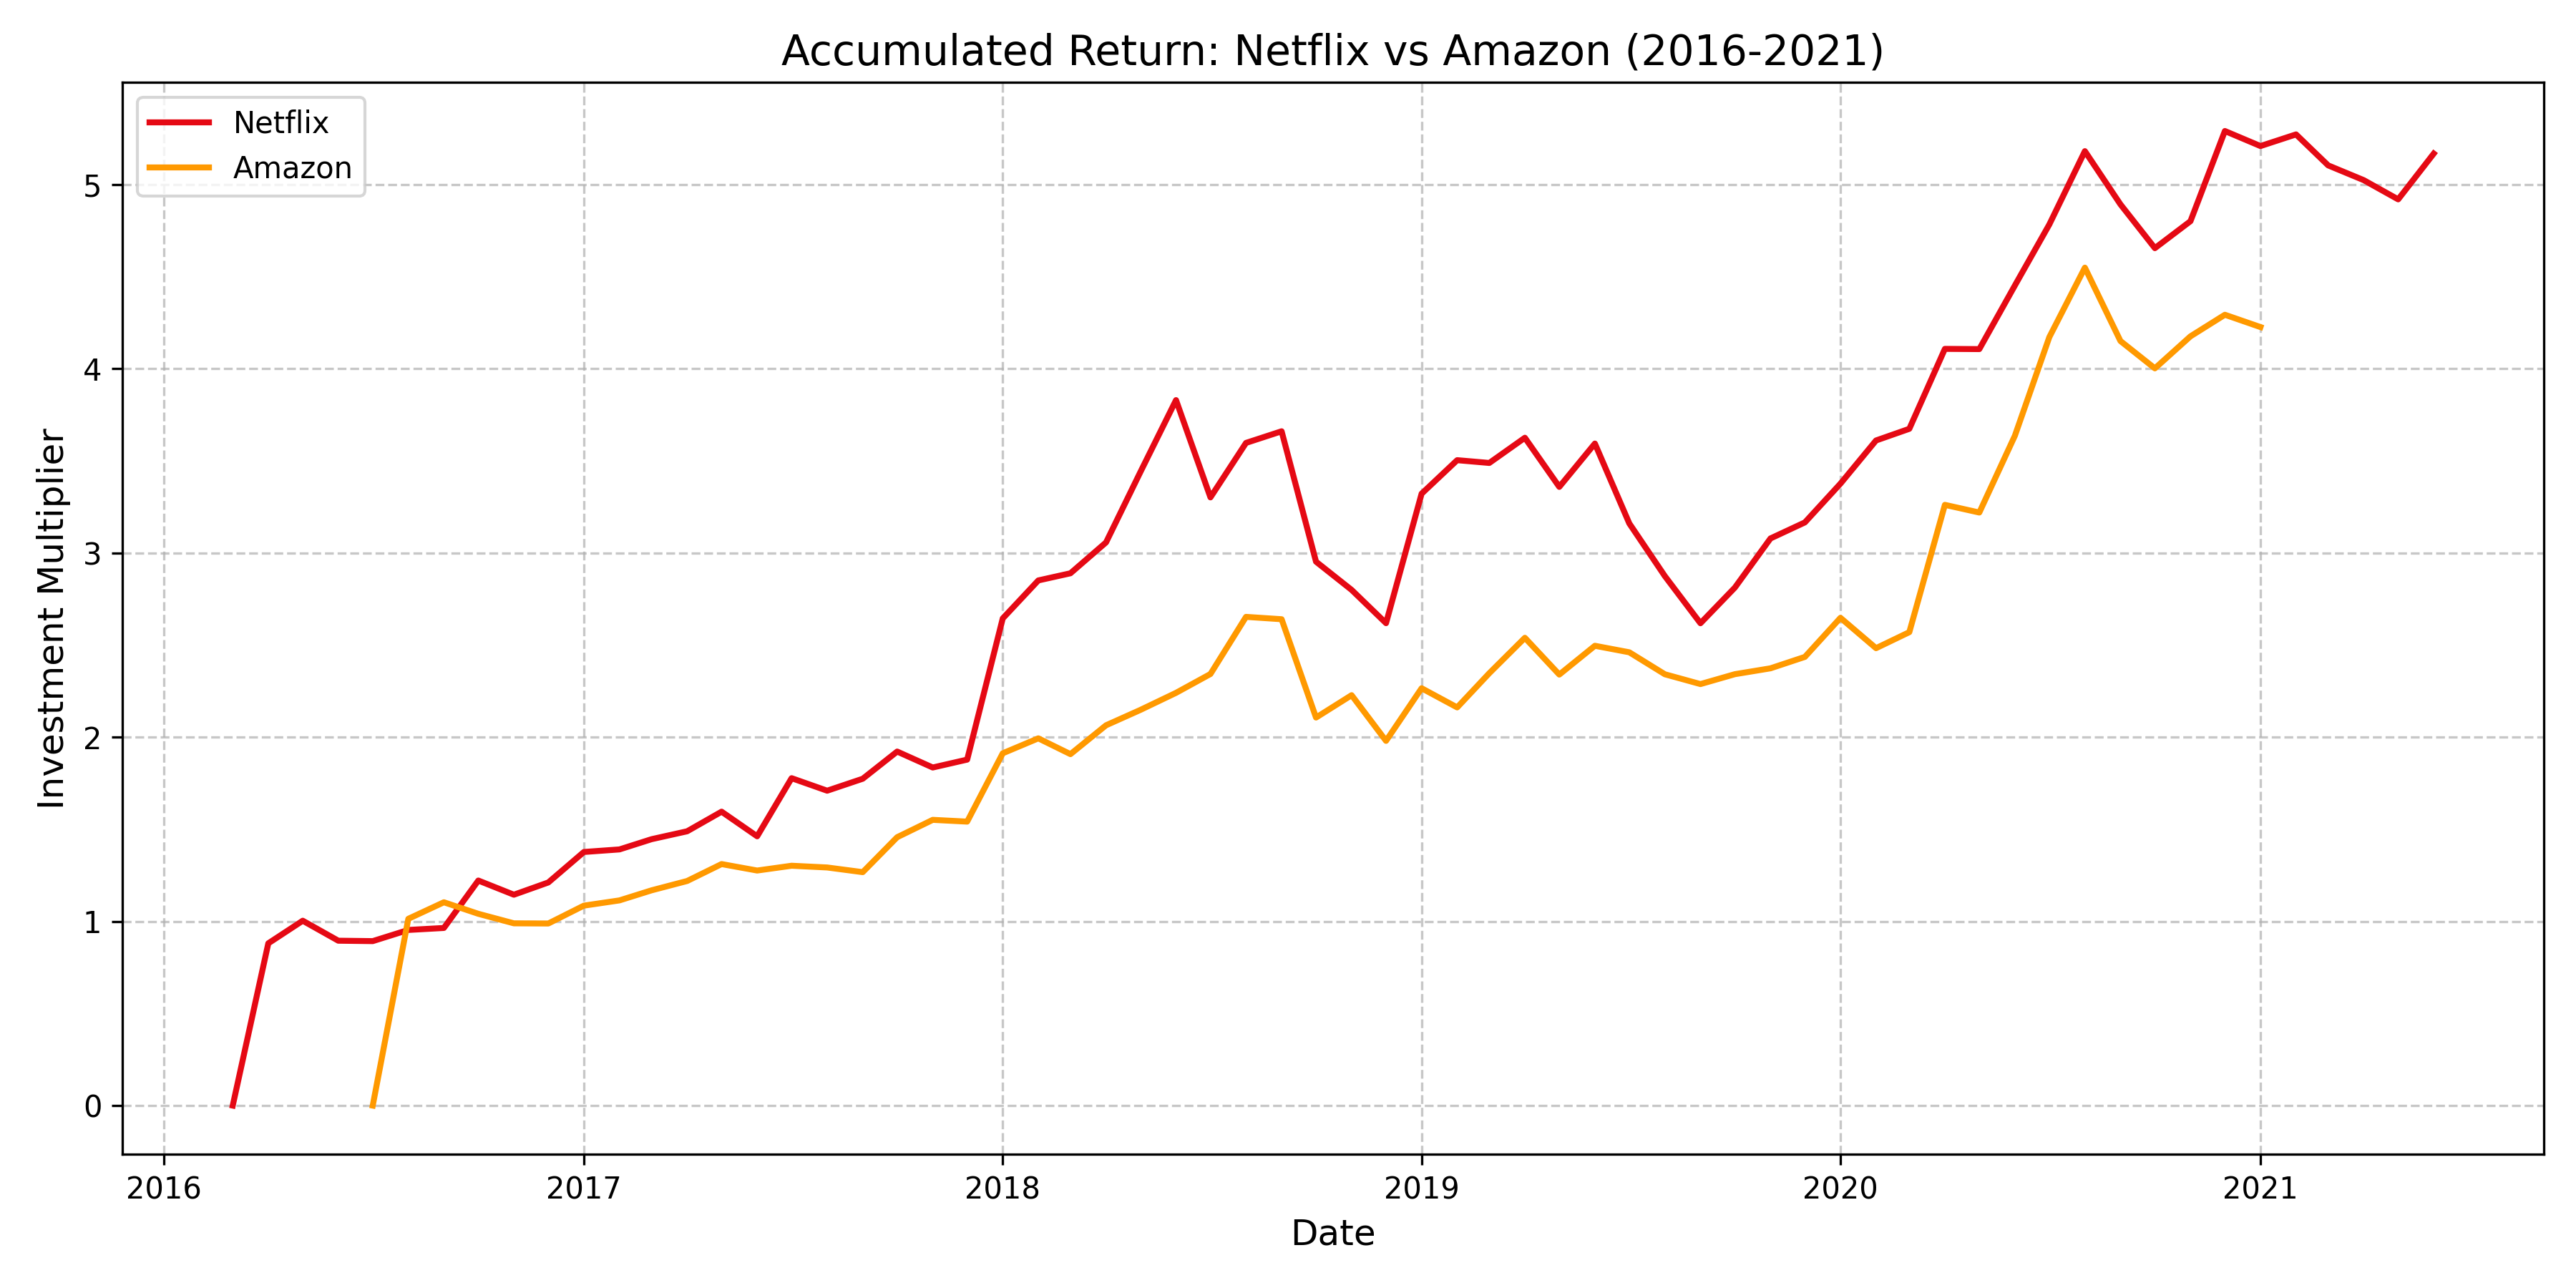 Accumulated Return: Netflix vs Amazon (2016-2021)
Netflix
Amazon
Investment Multiplier
5
4
3
2
1
0
2016 2017 2018 2019 2020 2021
Date